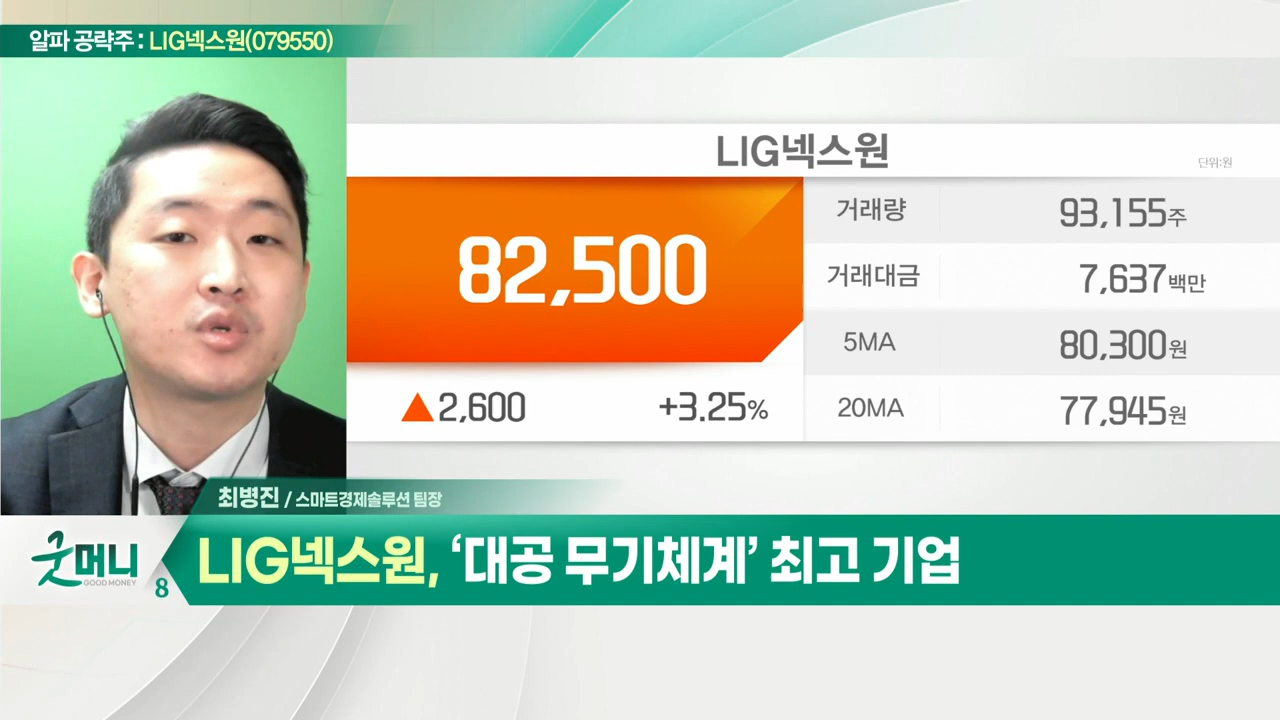 알파 공략주 : LIG넥스원(079550)
LIG넥스원
단위:원
82,500
▲2,600 +3.25%
거래량 93,155주
거래대금 7,637백만
5MA 80,300원
20MA 77,945원
최병진 / 스마트경제솔루션 팀장
LIG넥스원, ‘대공 무기체계’ 최고 기업
굿머니
GOOD MONEY
8